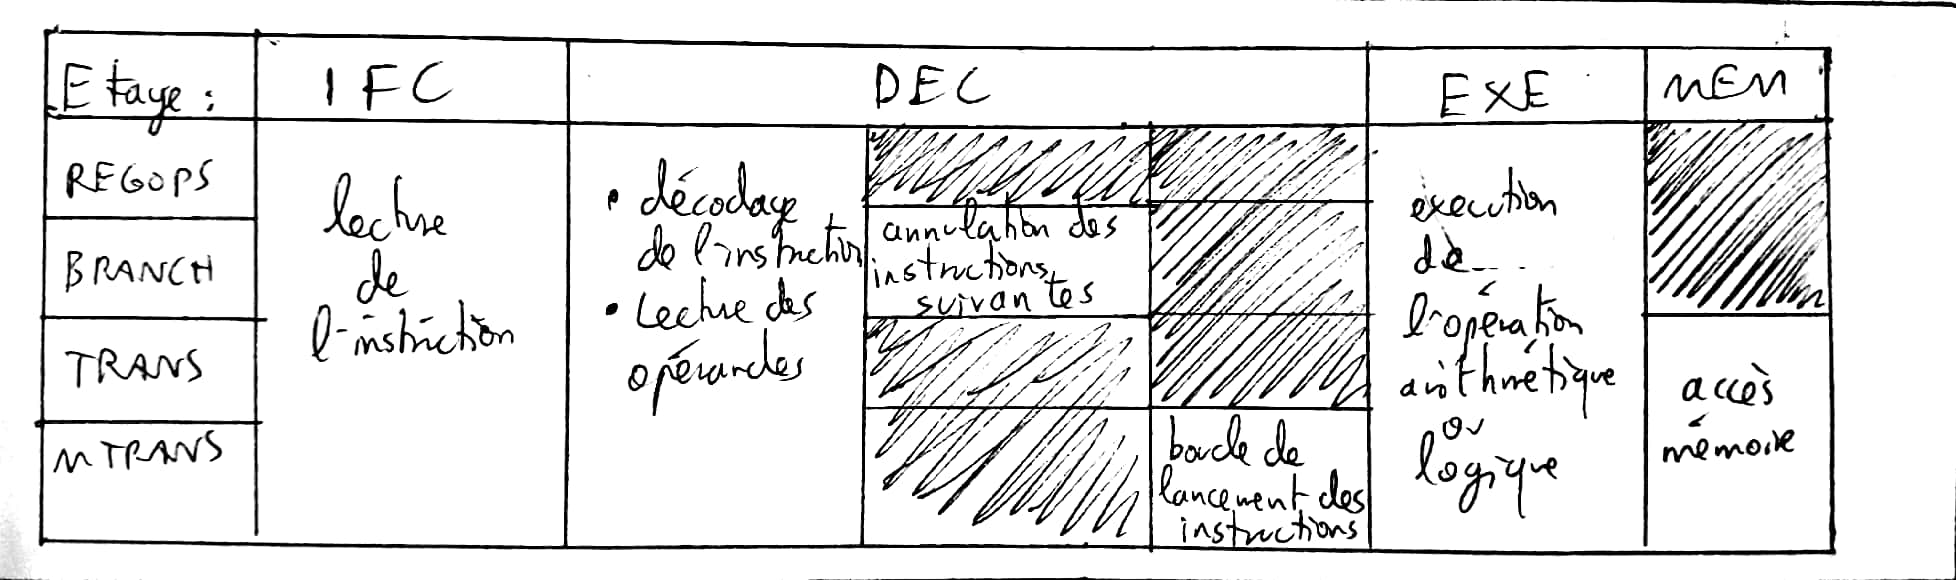 Etage : IFC DEC EXE MEM
REGOPS
BRANCH
TRANS
MTRANS
lecture
de
l'instriction
• décodage
de l'instruction
• Lecture des
opérandes
annulation des
instructions
suivantes
boucle de
lancement des
instructions
execution
de
l'opération
arithmétique
ou
logique
accès
mémoire